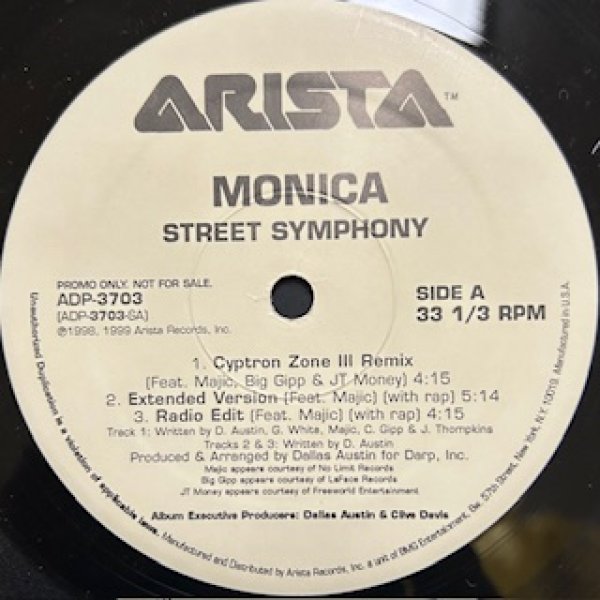 ARISTA™
MONICA
STREET SYMPHONY
PROMO ONLY. NOT FOR SALE.
ADP-3703
(ADP-3703-SA)
℗1998, 1999 Arista Records, Inc.
SIDE A
33 1/3 RPM
1. Cyptron Zone III Remix
(Feat. Majic, Big Gipp & JT Money) 4:15
2. Extended Version (Feat. Majic) (with rap) 5:14
3. Radio Edit (Feat. Majic) (with rap) 4:15
Track 1: Written by D. Austin, G. White, Majic, C. Gipp & J. Thompkins
Tracks 2 & 3: Written by D. Austin
Produced & Arranged by Dallas Austin for Darp, Inc.
Majic appears courtesy of No Limit Records
Big Gipp appears courtesy of LaFace Records
JT Money appears courtesy of Freeworld Entertainment
Album Executive Producers: Dallas Austin & Clive Davis
Unauthorized Duplication is a violation of applicable laws. Manufactured and Distributed by Arista Records, Inc. a unit of BMG Entertainment, 6w. 57th Street, New York, N.Y. 10019. Manufactured in U.S.A.